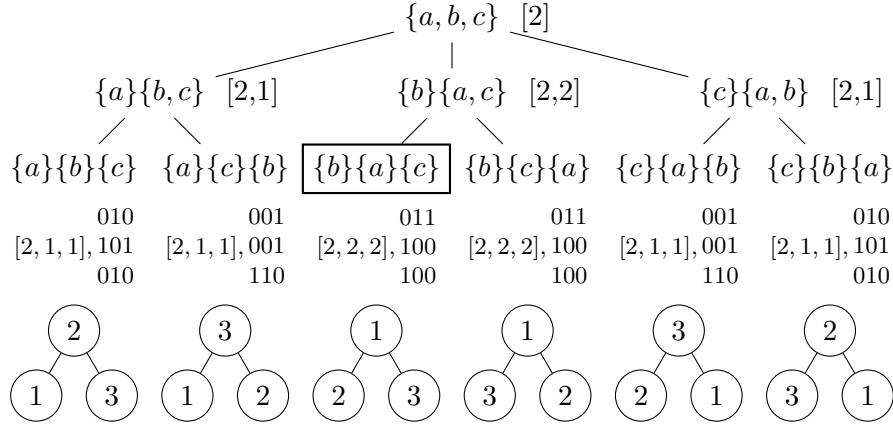 {a, b, c} [2]
{a}{b, c} [2,1] {b}{a, c} [2,2] {c}{a, b} [2,1]
{a}{b}{c} {a}{c}{b} {b}{a}{c} {b}{c}{a} {c}{a}{b} {c}{b}{a}
010 001 011 011 001 010
[2, 1, 1], 101 [2, 1, 1], 001 [2, 2, 2], 100 [2, 2, 2], 100 [2, 1, 1], 001 [2, 1, 1], 101
010 110 100 100 110 010
2 3 1 1 3 2
1 3 1 2 2 3 3 2 2 1 3 1